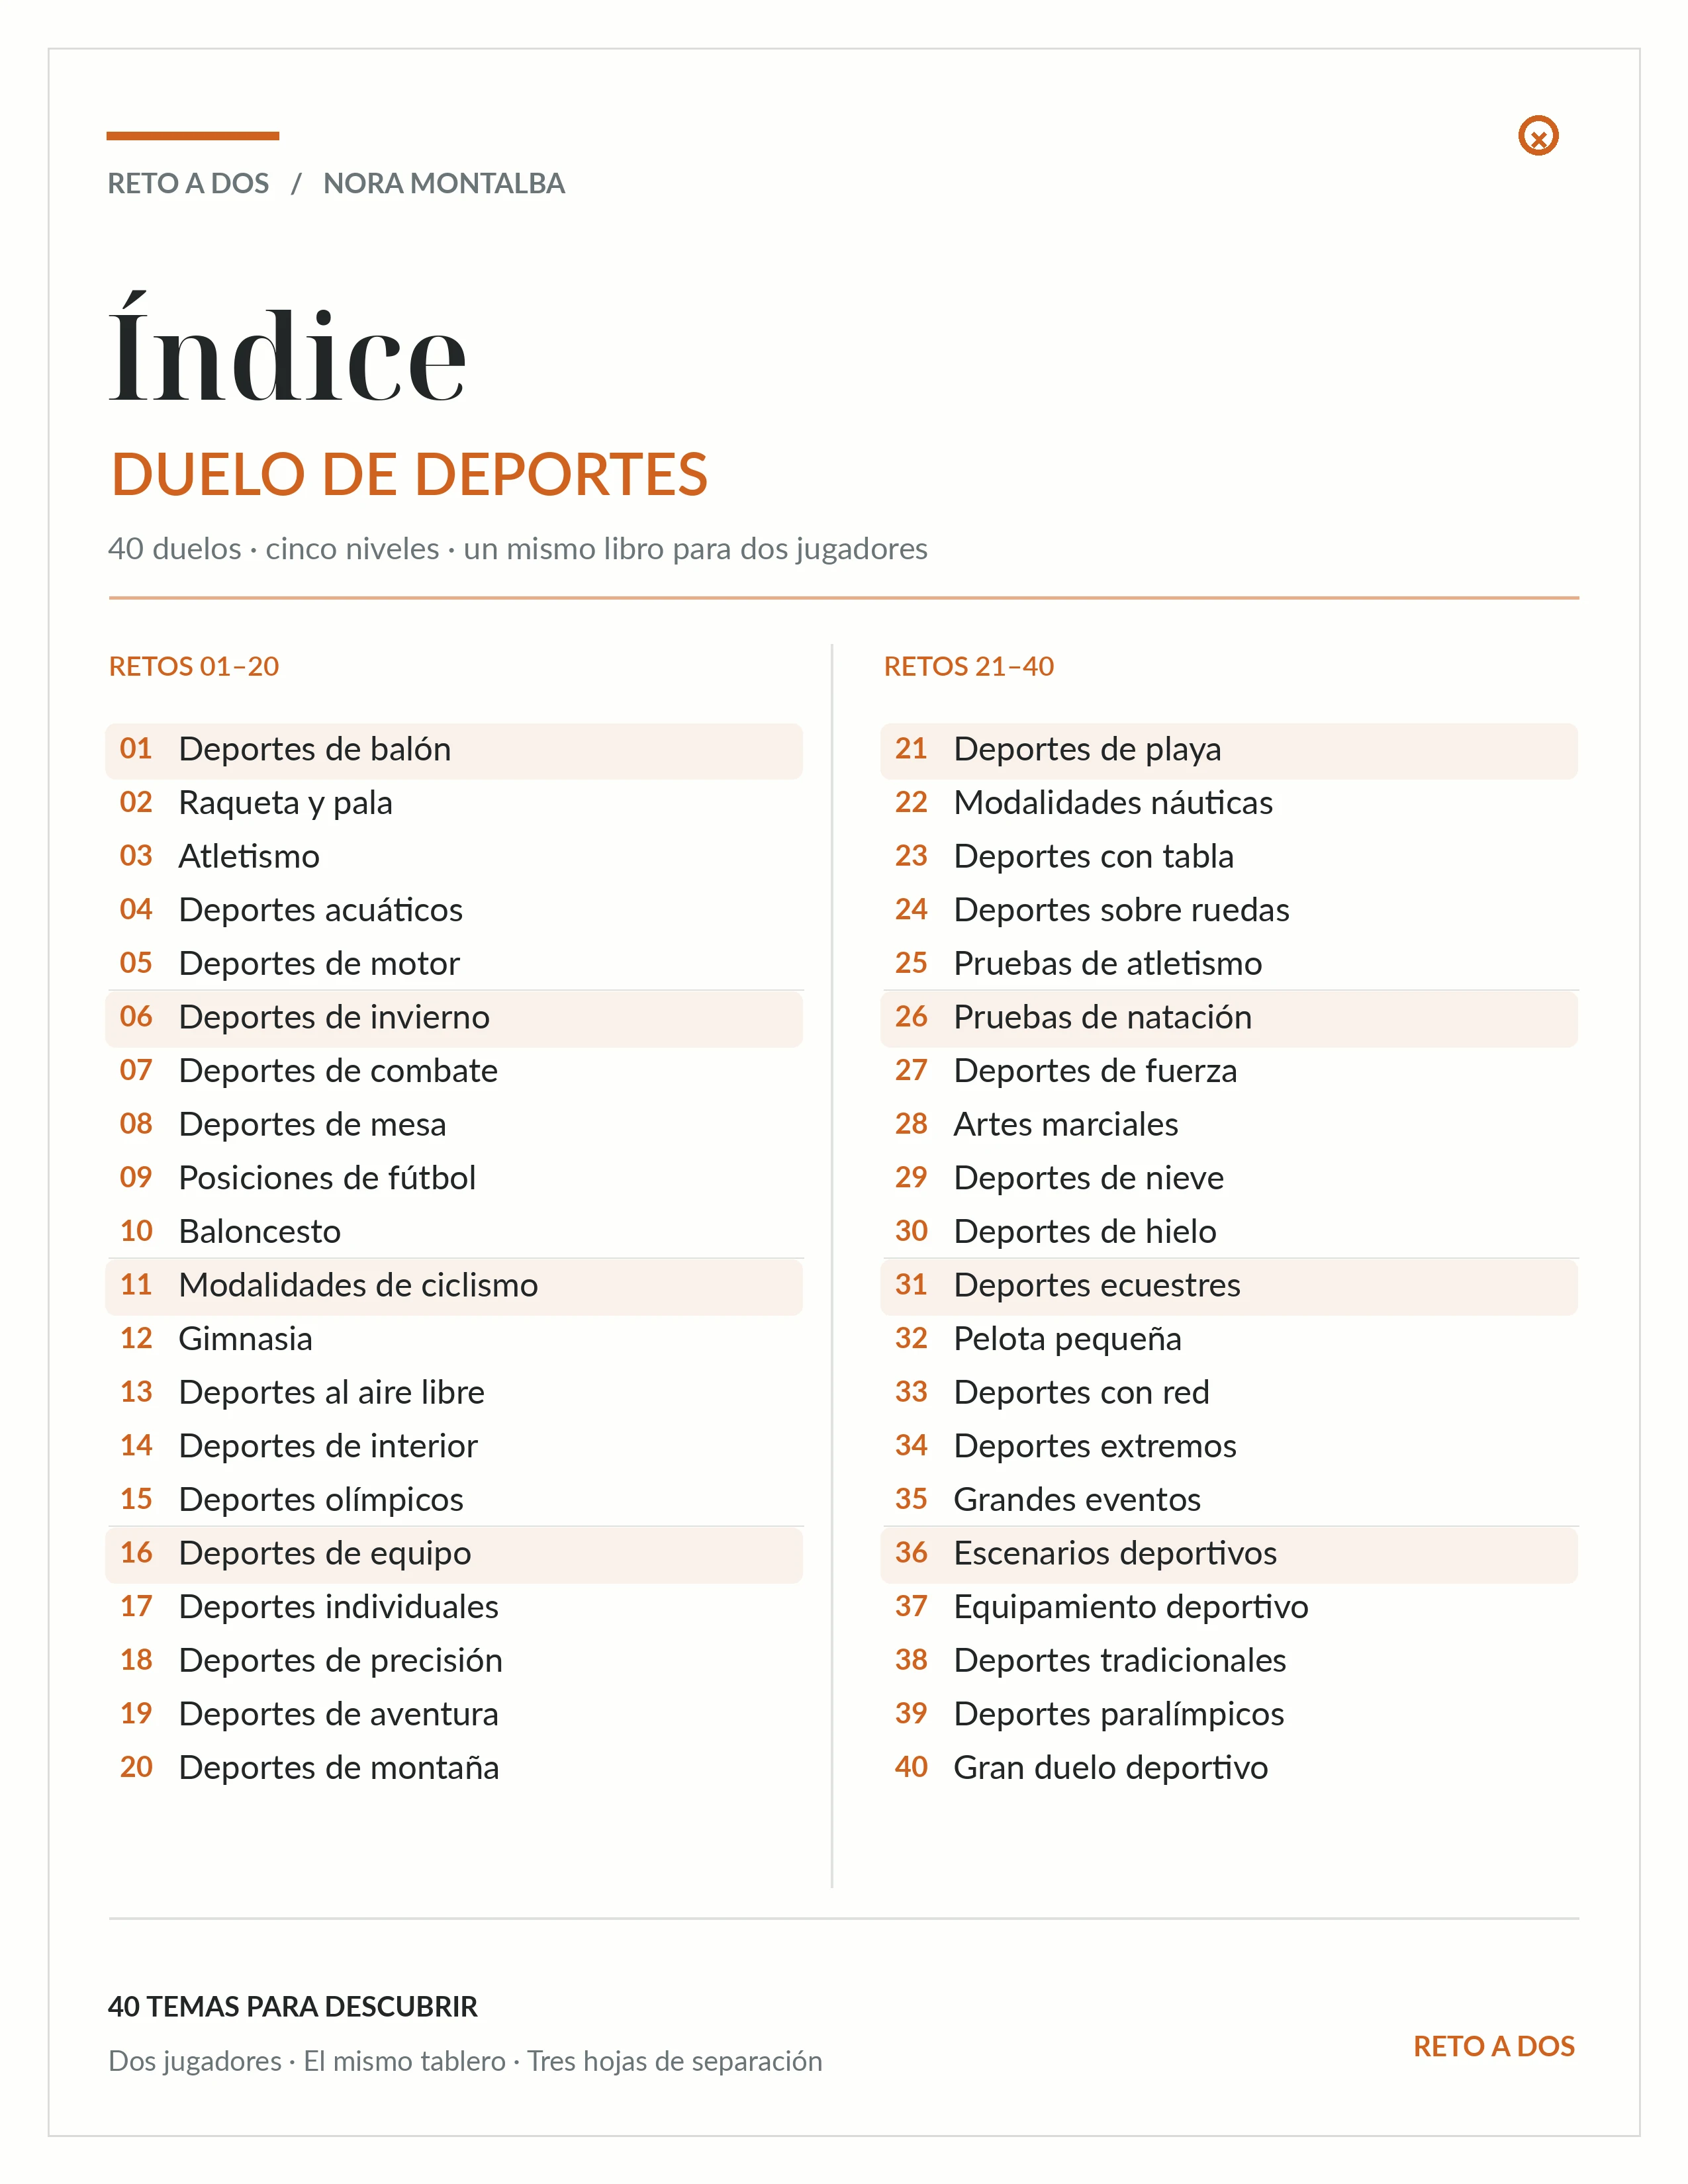 RETO A DOS / NORA MONTALBA
Índice
DUELO DE DEPORTES
40 duelos · cinco niveles · un mismo libro para dos jugadores
RETOS 01–20
01 Deportes de balón
02 Raqueta y pala
03 Atletismo
04 Deportes acuáticos
05 Deportes de motor
06 Deportes de invierno
07 Deportes de combate
08 Deportes de mesa
09 Posiciones de fútbol
10 Baloncesto
11 Modalidades de ciclismo
12 Gimnasia
13 Deportes al aire libre
14 Deportes de interior
15 Deportes olímpicos
16 Deportes de equipo
17 Deportes individuales
18 Deportes de precisión
19 Deportes de aventura
20 Deportes de montaña
RETOS 21–40
21 Deportes de playa
22 Modalidades náuticas
23 Deportes con tabla
24 Deportes sobre ruedas
25 Pruebas de atletismo
26 Pruebas de natación
27 Deportes de fuerza
28 Artes marciales
29 Deportes de nieve
30 Deportes de hielo
31 Deportes ecuestres
32 Pelota pequeña
33 Deportes con red
34 Deportes extremos
35 Grandes eventos
36 Escenarios deportivos
37 Equipamiento deportivo
38 Deportes tradicionales
39 Deportes paralímpicos
40 Gran duelo deportivo
40 TEMAS PARA DESCUBRIR
Dos jugadores · El mismo tablero · Tres hojas de separación
RETO A DOS